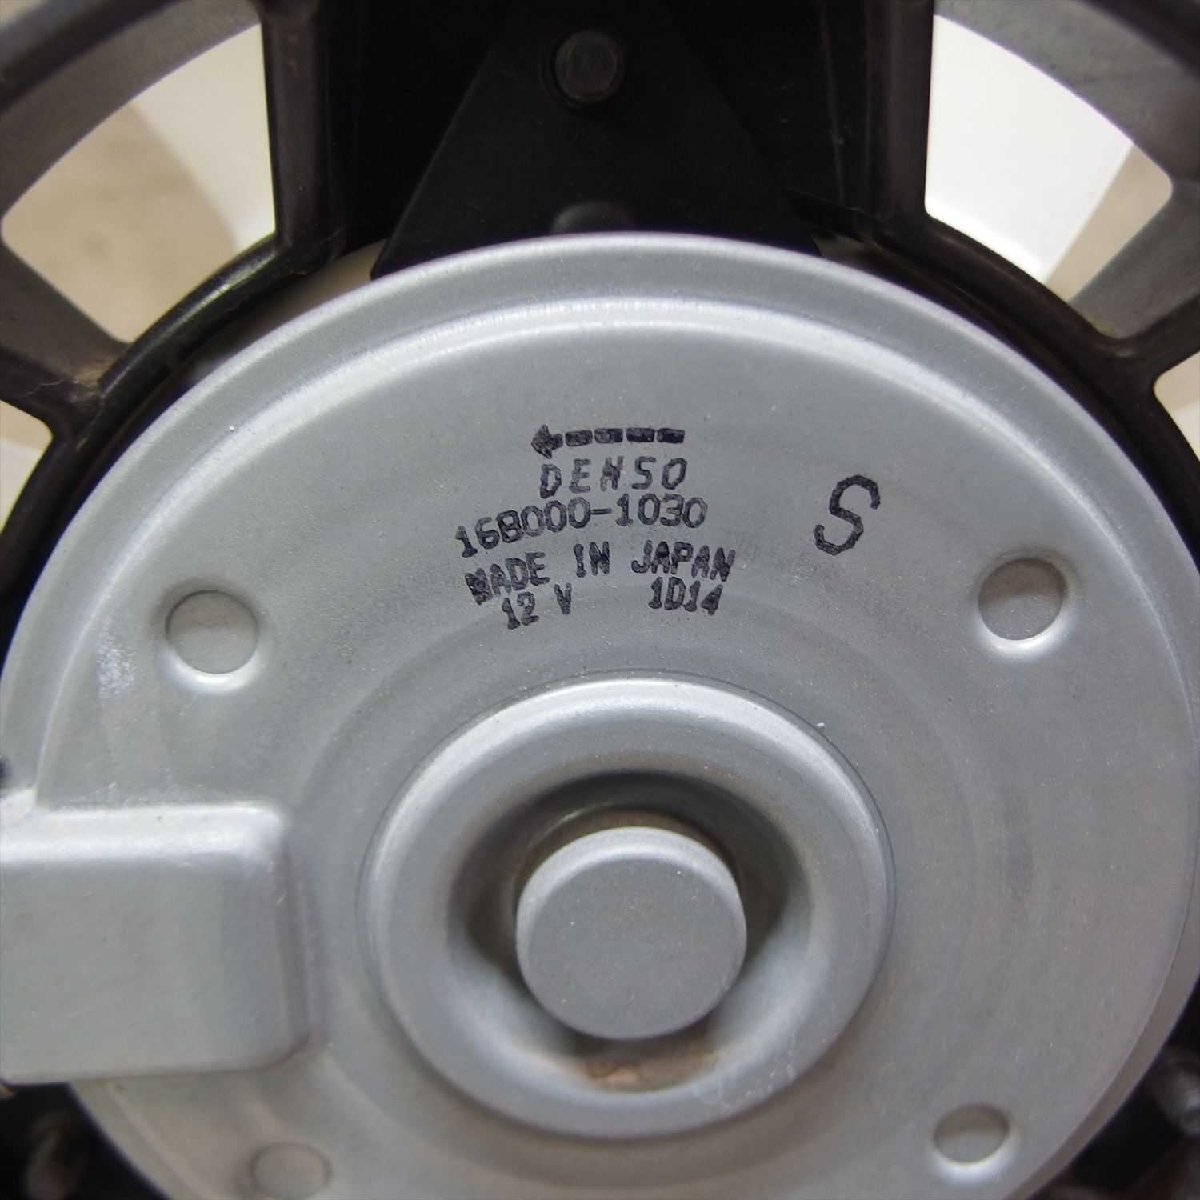 DENSO
168000-1030
MADE IN JAPAN
12 V 1D14
S